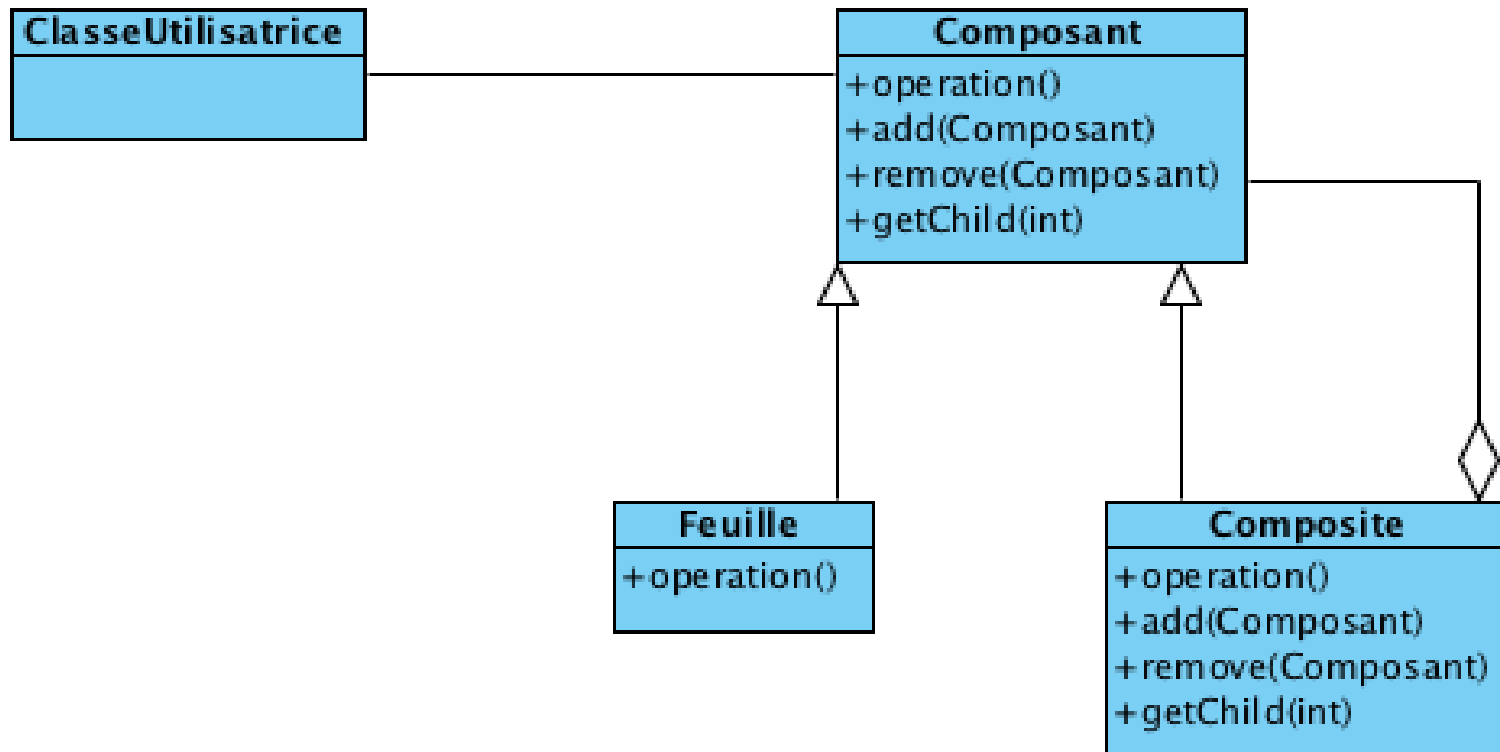 ClasseUtilisatrice
Composant
+operation()
+add(Composant)
+remove(Composant)
+getChild(int)
Feuille
+operation()
Composite
+operation()
+add(Composant)
+remove(Composant)
+getChild(int)